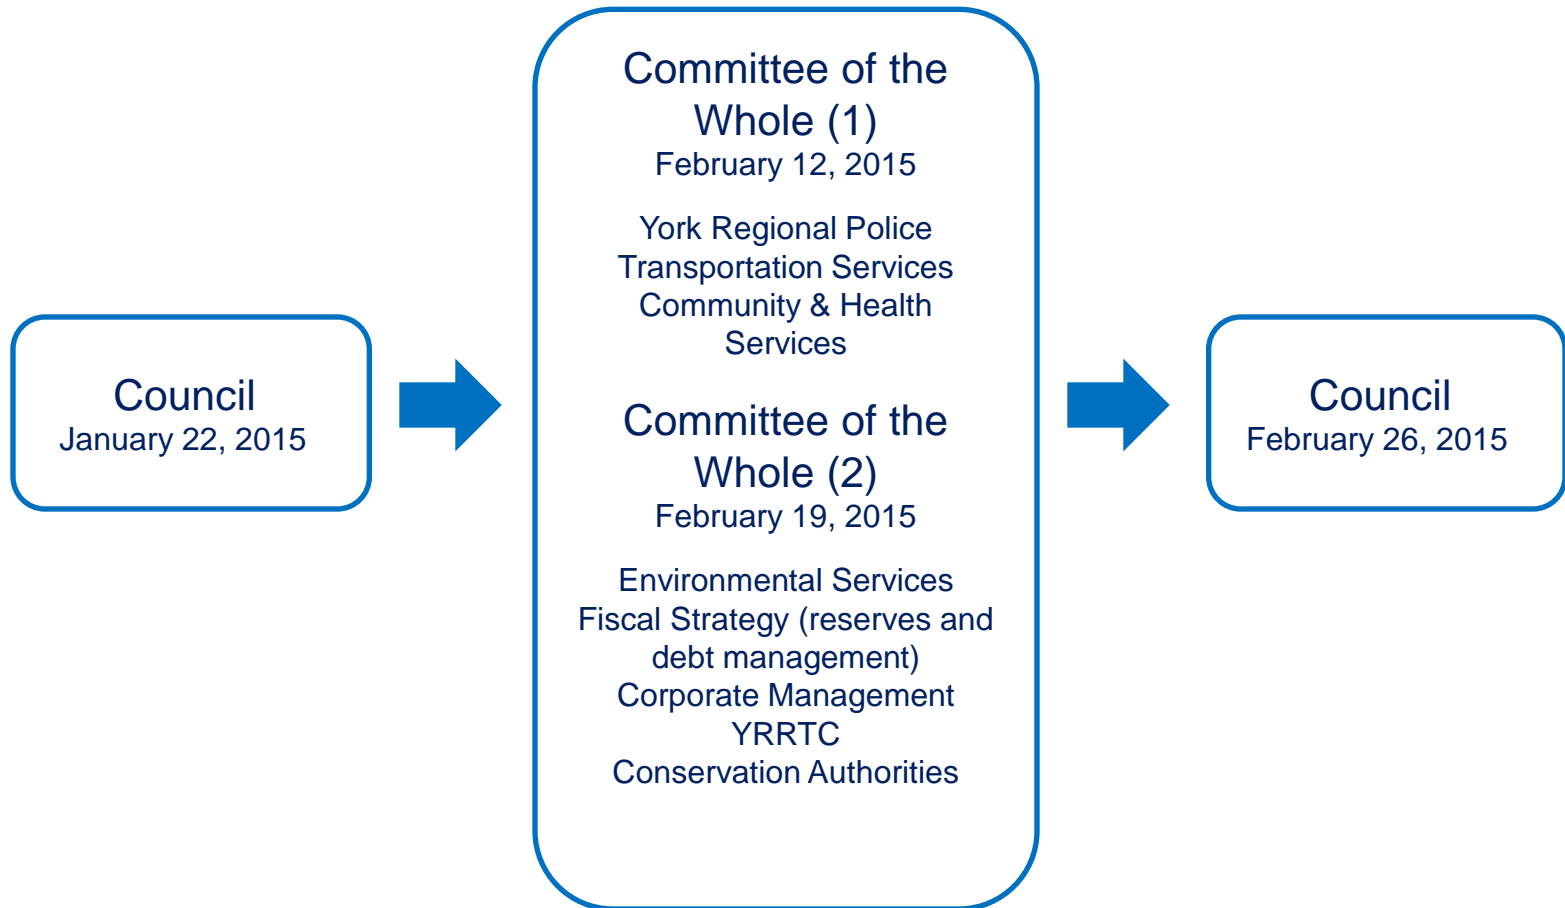 Council
January 22, 2015
Committee of the
Whole (1)
February 12, 2015
York Regional Police
Transportation Services
Community & Health
Services
Committee of the
Whole (2)
February 19, 2015
Environmental Services
Fiscal Strategy (reserves and
debt management)
Corporate Management
YRRTC
Conservation Authorities
Council
February 26, 2015